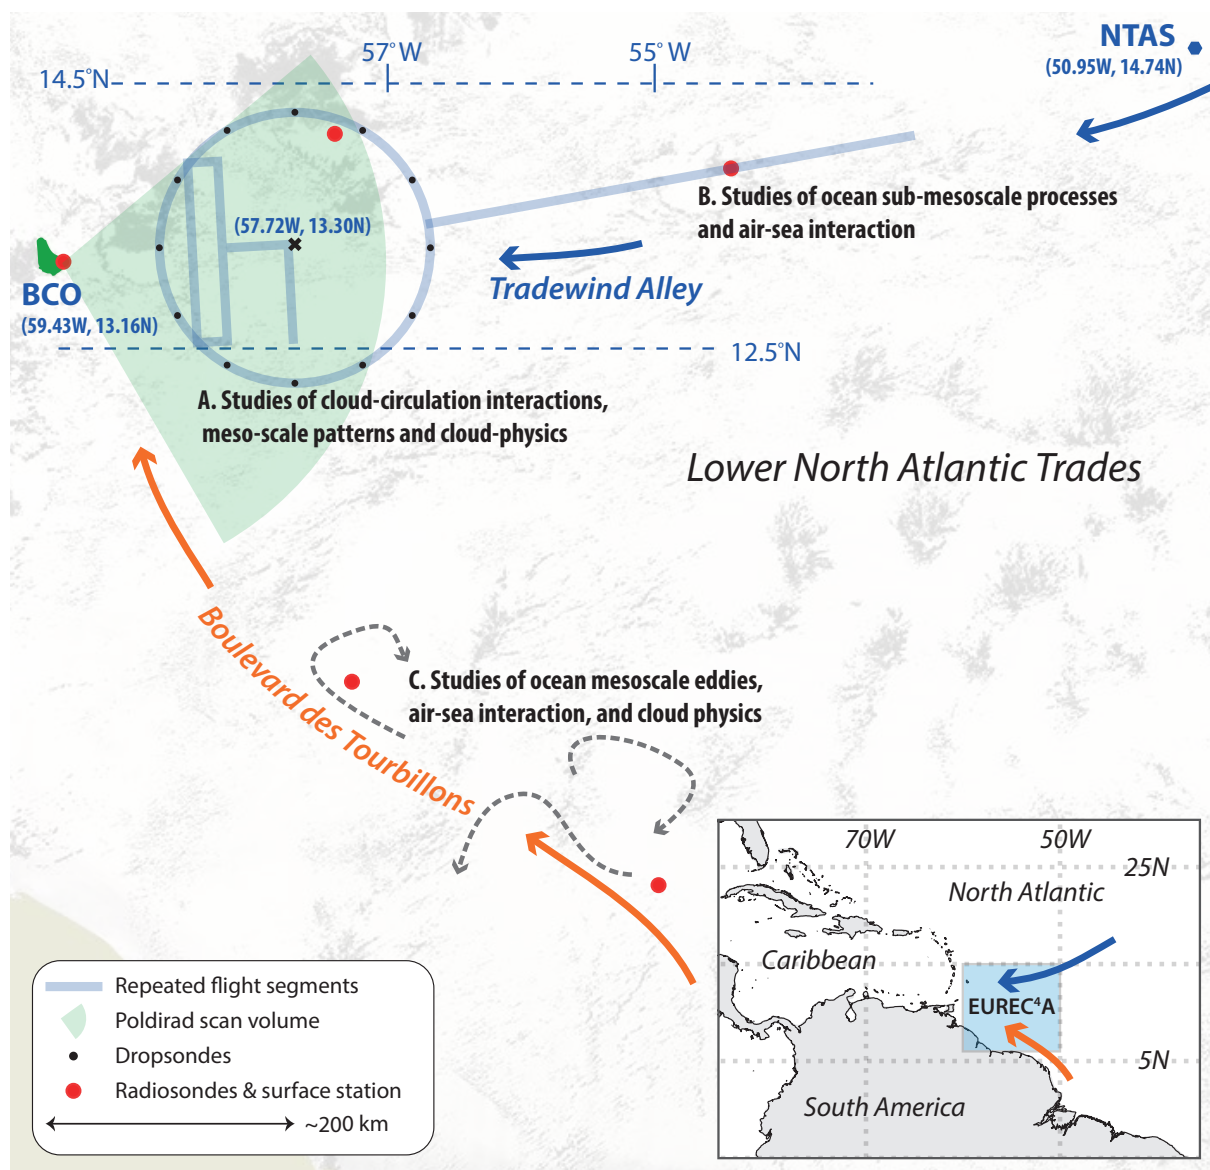 NTAS
(50.95W, 14.74N)
57° W
55° W
14.5°N
B. Studies of ocean sub-mesoscale processes
and air-sea interaction
(57.72W, 13.30N)
BCO
(59.43W, 13.16N)
Tradewind Alley
12.5°N
A. Studies of cloud-circulation interactions,
meso-scale patterns and cloud-physics
Lower North Atlantic Trades
Boulevard des Tourbillons
C. Studies of ocean mesoscale eddies,
air-sea interaction, and cloud physics
Repeated flight segments
Poldirad scan volume
Dropsondes
Radiosondes & surface station
~200 km
70W
50W
25N
North Atlantic
Caribbean
EUREC⁴A
5N
South America